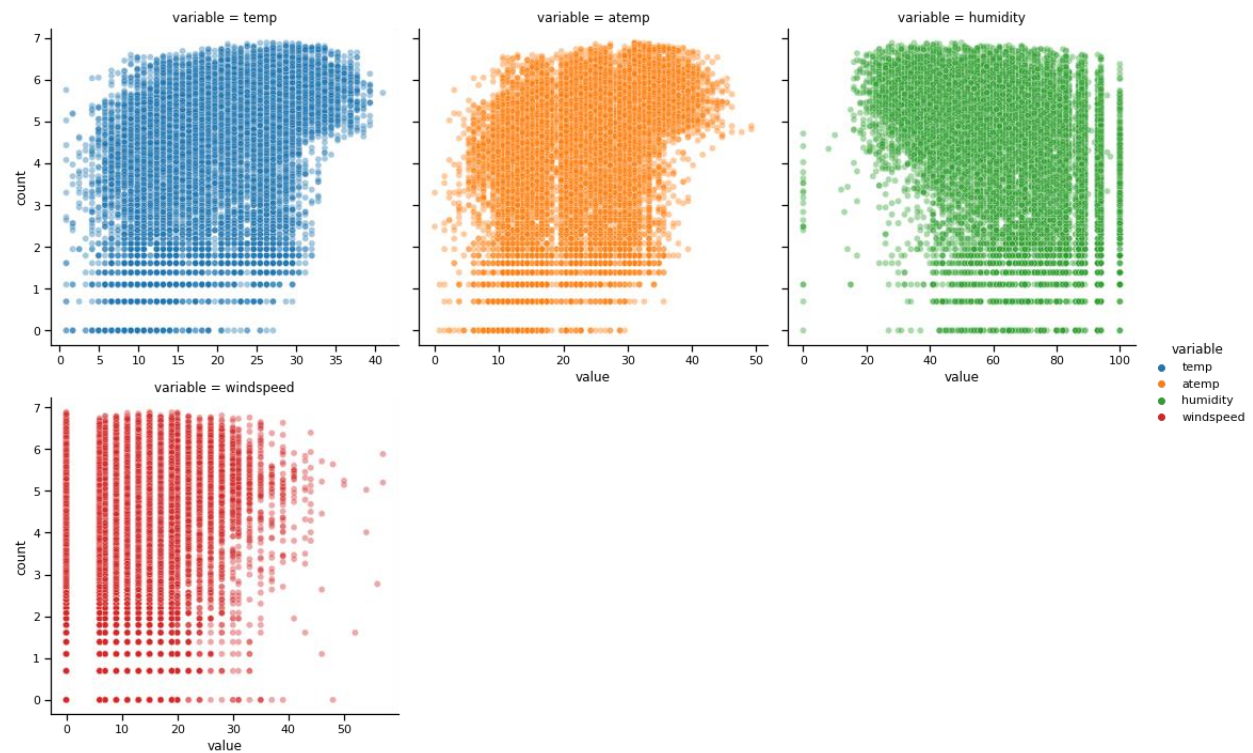 variable = temp
variable = atemp
variable = humidity
7
6
5
4
3
2
1
0
count
0 5 10 15 20 25 30 35 40
0 10 20 30 40 50
value
0 20 40 60 80 100
value
variable
temp
atemp
humidity
windspeed
variable = windspeed
7
6
5
4
3
2
1
0
count
0 10 20 30 40 50
value